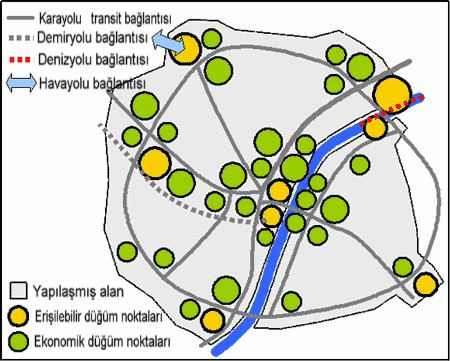 Karayolu transit bağlantısı
Demiryolu bağlantısı
Denizyolu bağlantısı
Havayolu bağlantısı
Yapılaşmış alan
Erişilebilir düğüm noktaları
Ekonomik düğüm noktaları